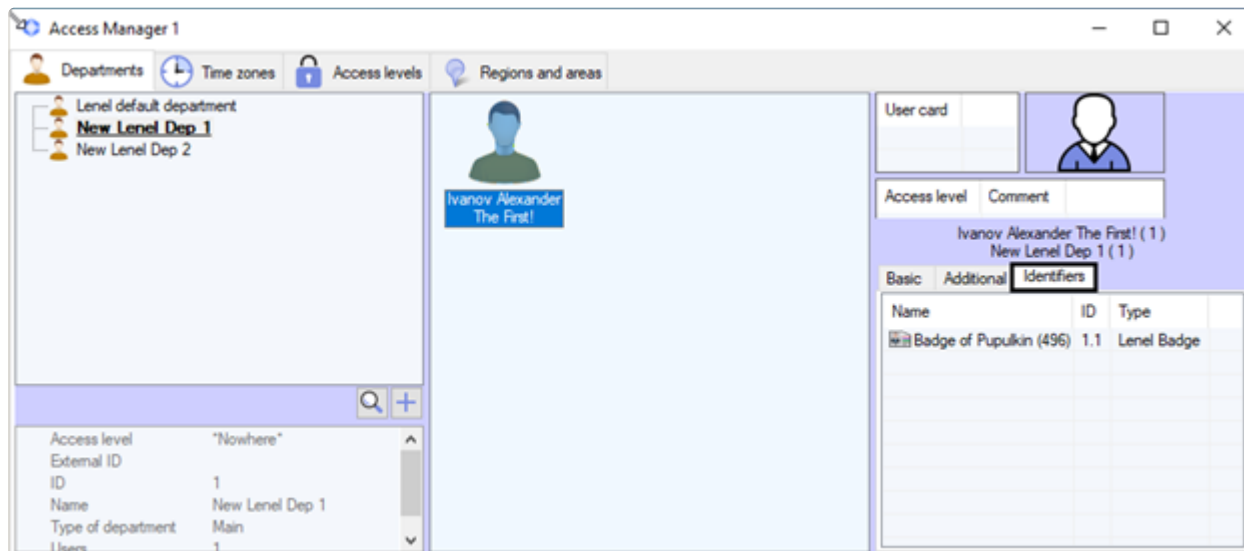 Access Manager 1
Departments Time zones Access levels Regions and areas
Lenel default department
New Lenel Dep 1
New Lenel Dep 2
Access level "Nowhere"
External ID
ID 1
Name New Lenel Dep 1
Type of department Main
Users 1
Ivanov Alexander
The First!
User card
Access level Comment
Ivanov Alexander The First! ( 1 )
New Lenel Dep 1 ( 1 )
Basic Additional Identifiers
Name ID Type
Badge of Pupulkin (496) 1.1 Lenel Badge